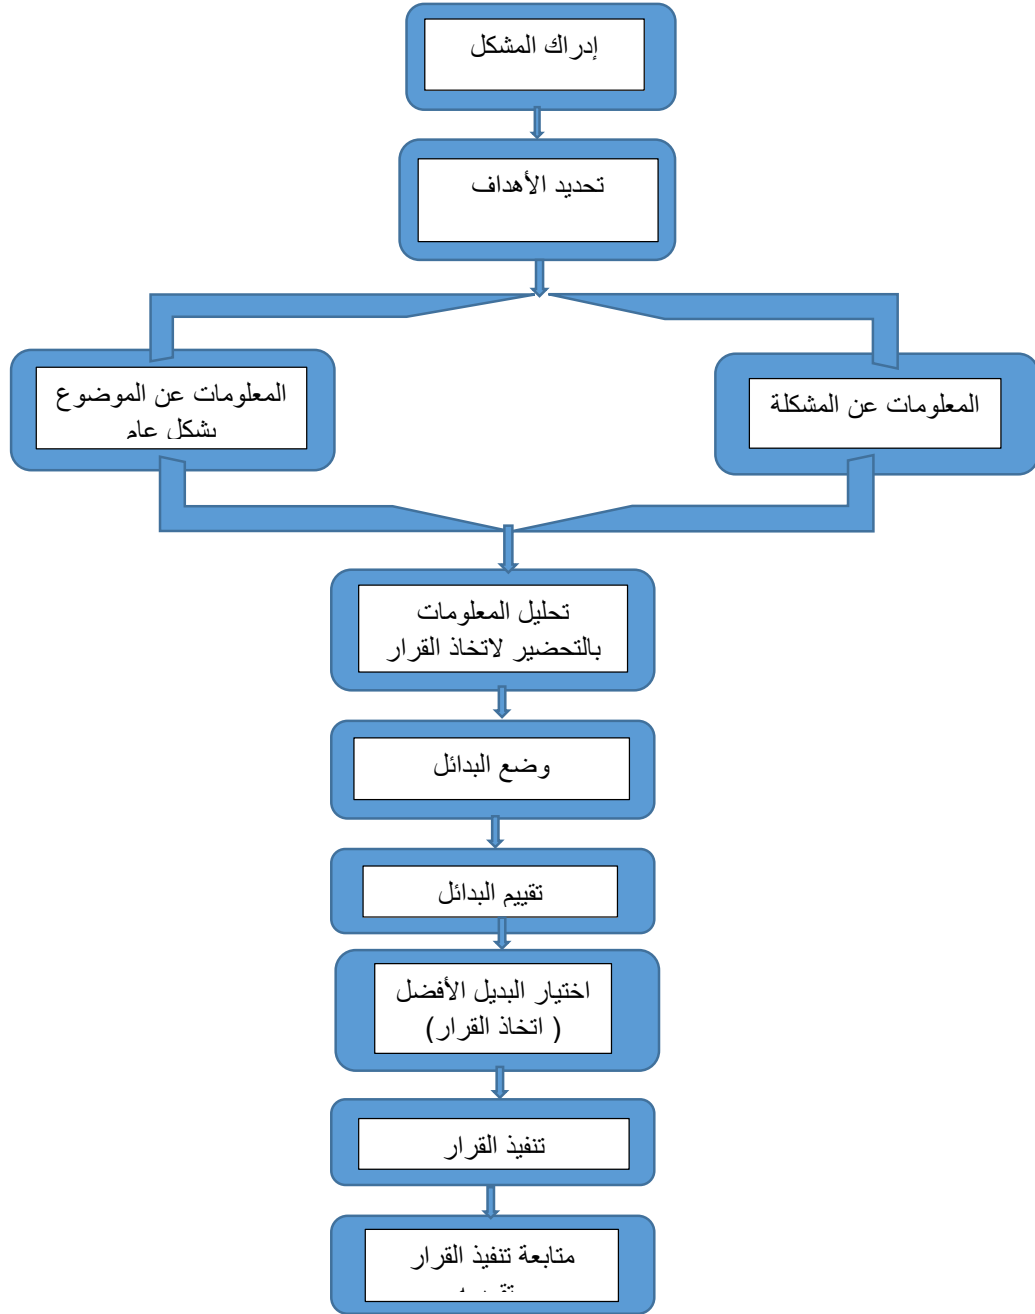 إدراك المشكل
تحديد الأهداف
المعلومات عن المشكلة
المعلومات عن الموضوع
بشكل عام
تحليل المعلومات
بالتحضير لاتخاذ القرار
وضع البدائل
تقييم البدائل
اختيار البديل الأفضل
( اتخاذ القرار)
تنفيذ القرار
متابعة تنفيذ القرار